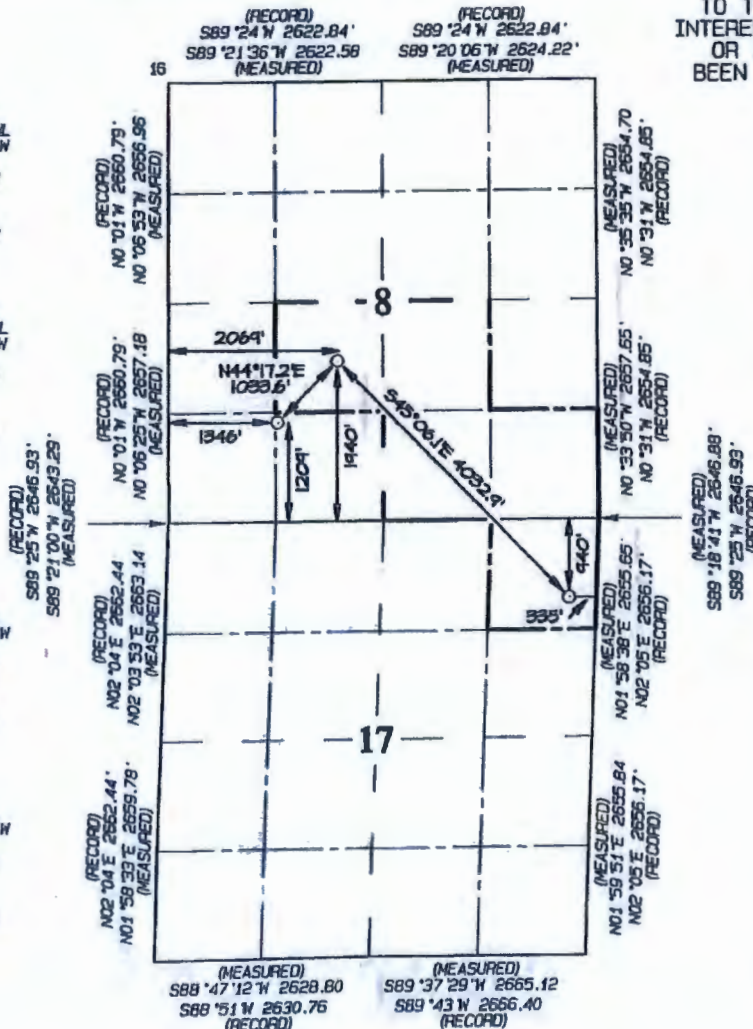 (RECORD)
S89 °24 W 2622.84'
S89 °21'36"W 2622.58
(MEASURED)
(RECORD)
S89 °24 W 2622.84'
S89 °20'06"W 2624.22'
(MEASURED)
INTERE
OR
BEEN
16
(RECORD)
N0 °01 W 2660.79'
N0 °06'53"W 2656.96
(MEASURED)
(MEASURED)
N0 °35'35"W 2654.70
N0 °31 W 2654.85'
(RECORD)
8
2069'
N44°17.2'E
1033.6'
1346'
1209'
1940'
S45°06.1'E 4032.9'
(RECORD)
N0 °01 W 2660.79'
N0 °06'25"W 2657.18
(MEASURED)
(MEASURED)
N0 °33'50"W 2657.65'
N0 °31 W 2654.85'
(RECORD)
(RECORD)
S89 °25 W 2646.93'
S89 °21'00"W 2643.29'
(MEASURED)
(MEASURED)
S89 °18'41"W 2646.88'
S89 °25 W 2646.93'
(RECORD)
940'
335'
(RECORD)
N02 °04 E 2662.44
N02 °03'53"E 2663.14
(MEASURED)
(MEASURED)
N01 °58'38"E 2655.65'
N02 °05 E 2656.17'
(RECORD)
17
(RECORD)
N02 °04 E 2662.44'
N01 °58'33"E 2659.78'
(MEASURED)
(MEASURED)
N01 °59'51"E 2655.84
N02 °05 E 2656.17'
(RECORD)
(MEASURED)
S88 °47'12"W 2628.60
S88 °51 W 2630.76
(RECORD)
(MEASURED)
S89 °37'29"W 2665.12
S89 °43 W 2666.40
(RECORD)